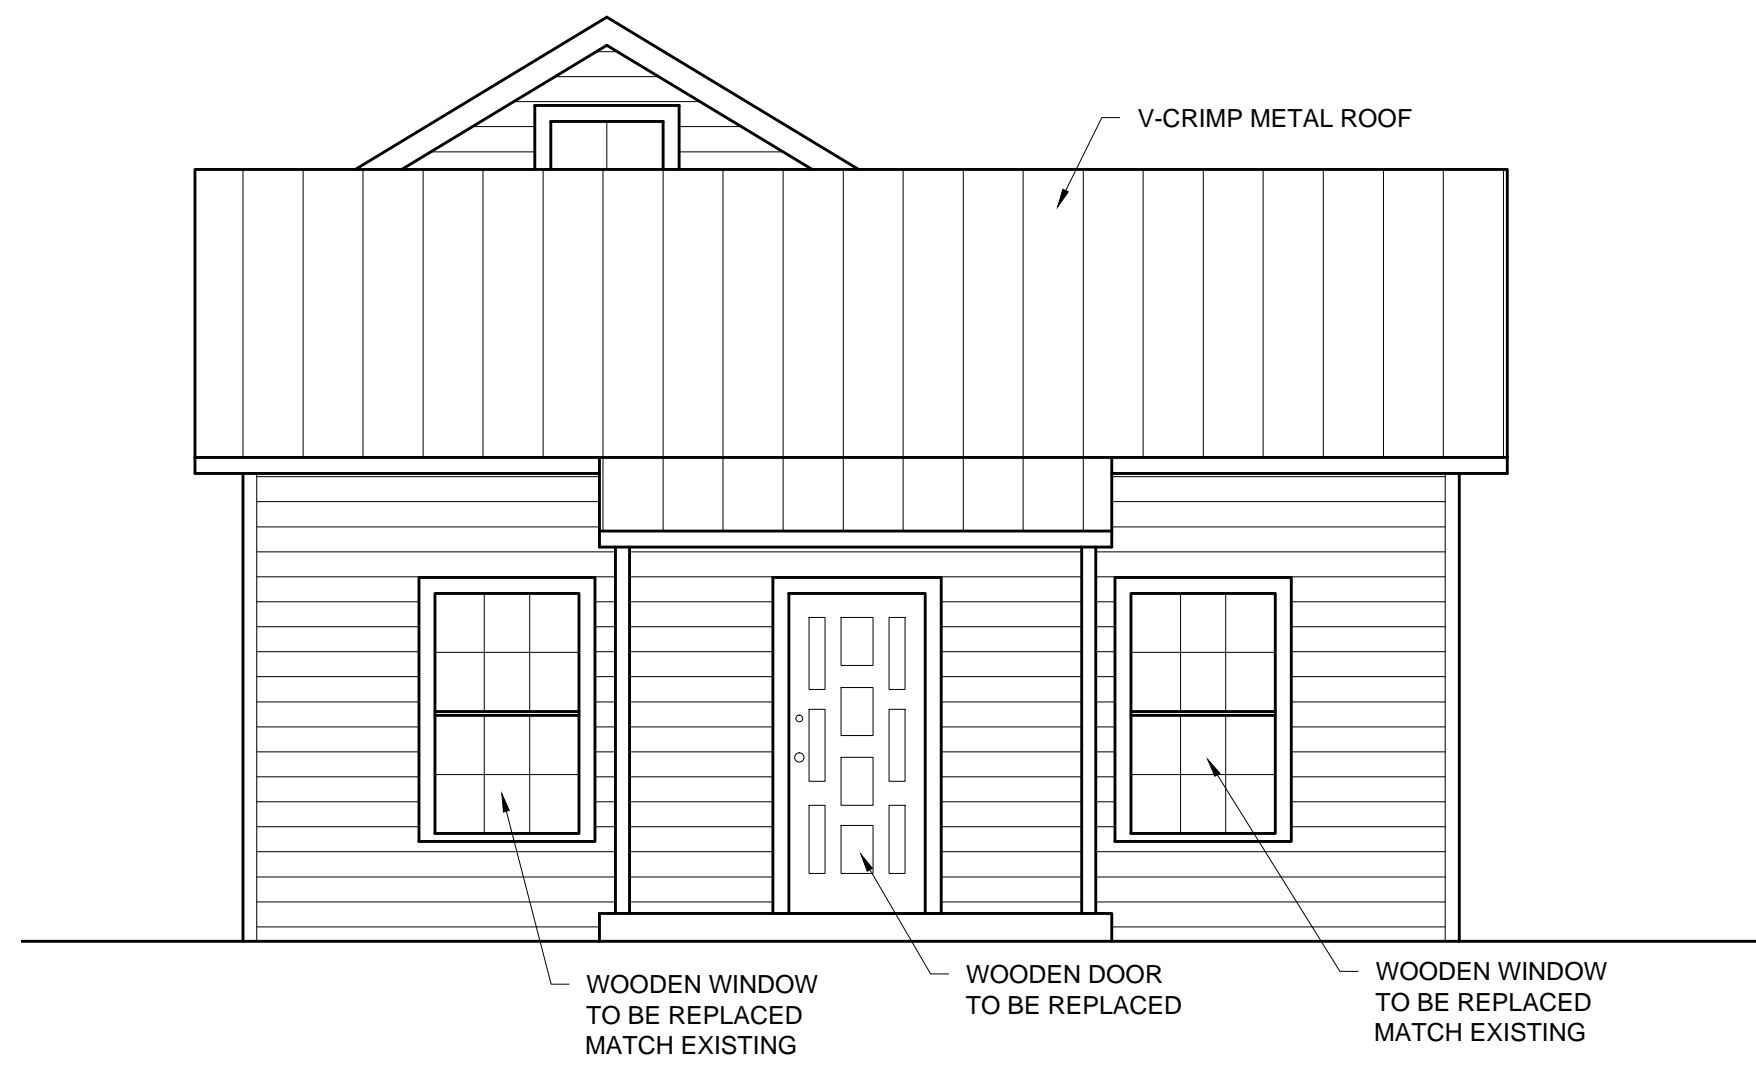 V-CRIMP METAL ROOF
WOODEN WINDOW
TO BE REPLACED
MATCH EXISTING
WOODEN DOOR
TO BE REPLACED
WOODEN WINDOW
TO BE REPLACED
MATCH EXISTING